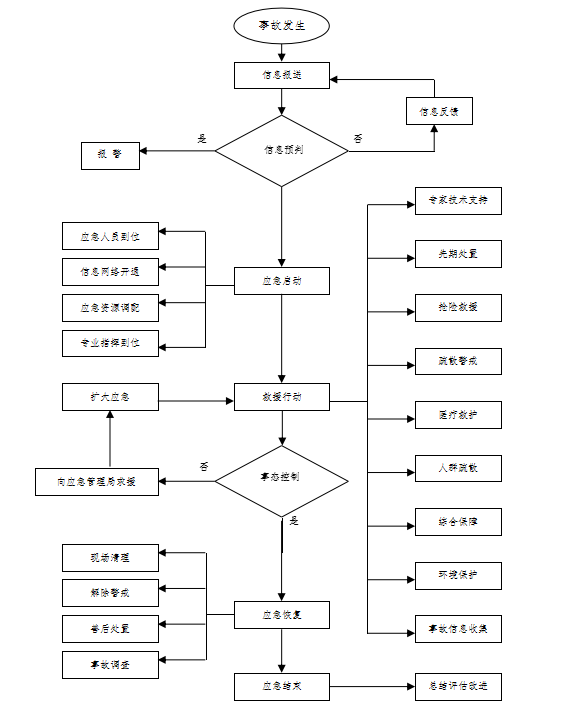 事故发生
信息报送
信息反馈
是
否
报 警
信息预判
专家技术支持
应急人员到位
先期处置
信息网络开通
应急启动
应急资源调配
抢险救援
专业指挥到位
疏散警戒
扩大应急
救援行动
医疗救护
否
人群疏散
向应急管理局求援
事态控制
是
综合保障
现场清理
环境保护
解除警戒
应急恢复
善后处置
事故信息收集
事故调查
应急结束
总结评估改进